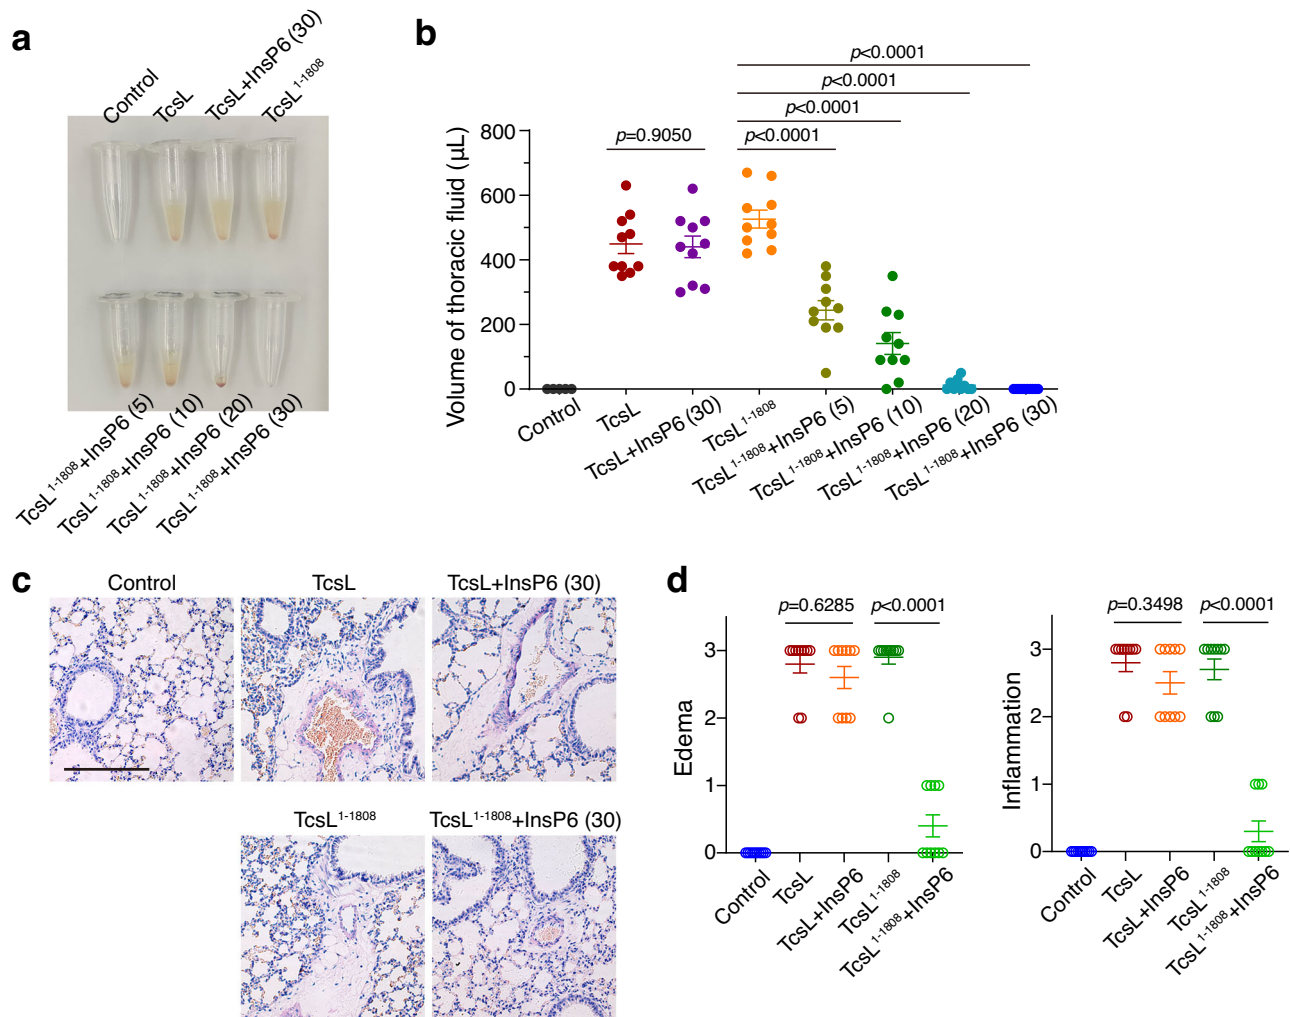 a
Control
TcsL
TcsL+InsP6 (30)
TcsL¹⁻¹⁸⁰⁸
TcsL¹⁻¹⁸⁰⁸+InsP6 (5)
TcsL¹⁻¹⁸⁰⁸+InsP6 (10)
TcsL¹⁻¹⁸⁰⁸+InsP6 (20)
TcsL¹⁻¹⁸⁰⁸+InsP6 (30)
b
p<0.0001
p<0.0001
p<0.0001
p=0.9050
p<0.0001
Volume of thoracic fluid (µL)
800
600
400
200
0
Control
TcsL
TcsL+InsP6 (30)
TcsL¹⁻¹⁸⁰⁸
TcsL¹⁻¹⁸⁰⁸+InsP6 (5)
TcsL¹⁻¹⁸⁰⁸+InsP6 (10)
TcsL¹⁻¹⁸⁰⁸+InsP6 (20)
TcsL¹⁻¹⁸⁰⁸+InsP6 (30)
c
Control
TcsL
TcsL+InsP6 (30)
TcsL¹⁻¹⁸⁰⁸
TcsL¹⁻¹⁸⁰⁸+InsP6 (30)
d
p=0.6285
p<0.0001
Edema
3
2
1
0
Control
TcsL
TcsL+InsP6
TcsL¹⁻¹⁸⁰⁸
TcsL¹⁻¹⁸⁰⁸+InsP6
p=0.3498
p<0.0001
Inflammation
3
2
1
0
Control
TcsL
TcsL+InsP6
TcsL¹⁻¹⁸⁰⁸
TcsL¹⁻¹⁸⁰⁸+InsP6